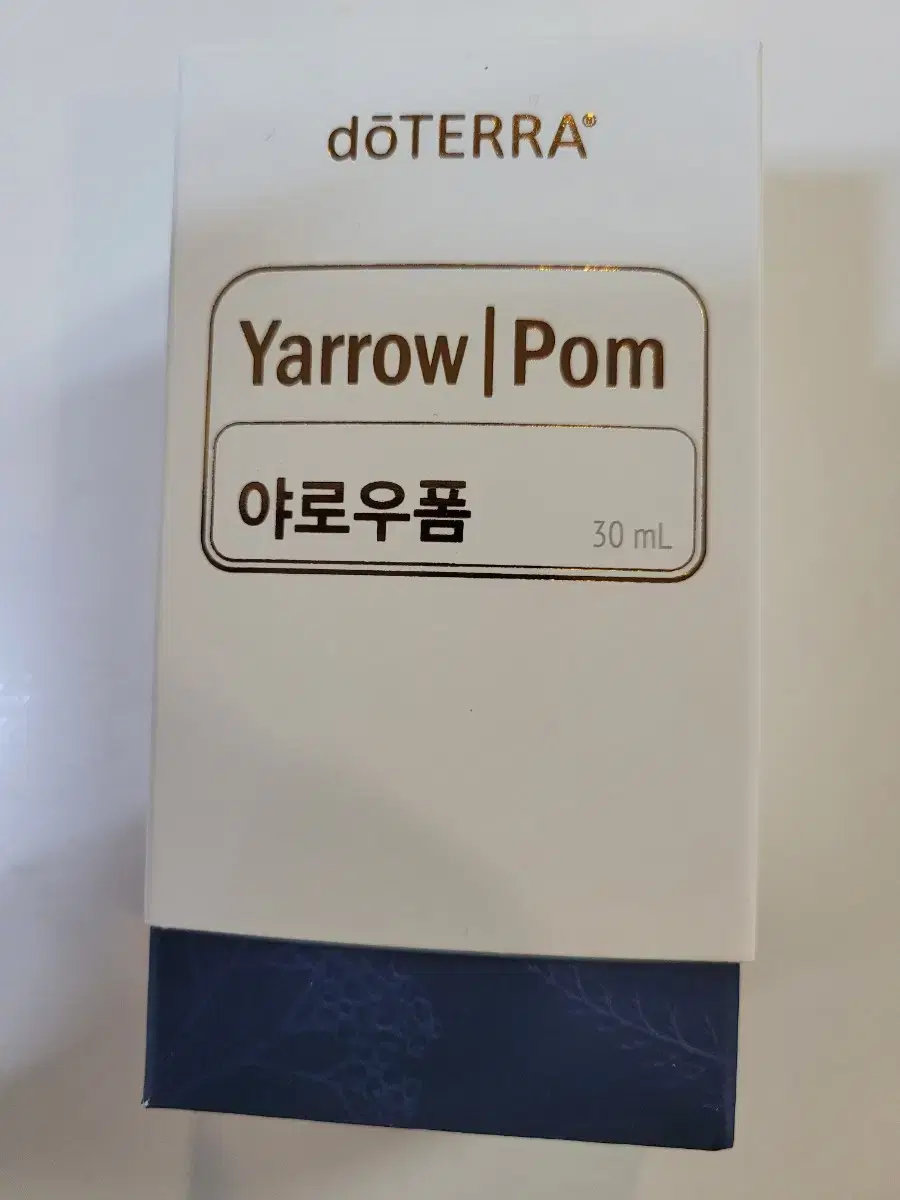 dōTERRA®
Yarrow|Pom
야로우폼
30 mL